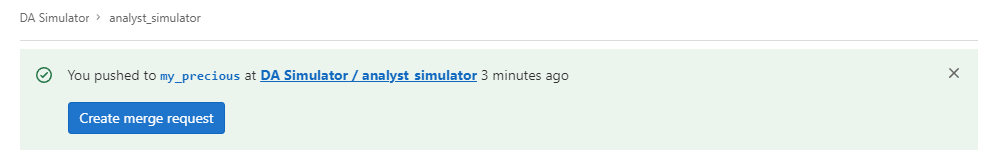 DA Simulator > analyst_simulator
You pushed to my_precious at DA Simulator / analyst_simulator 3 minutes ago
Create merge request